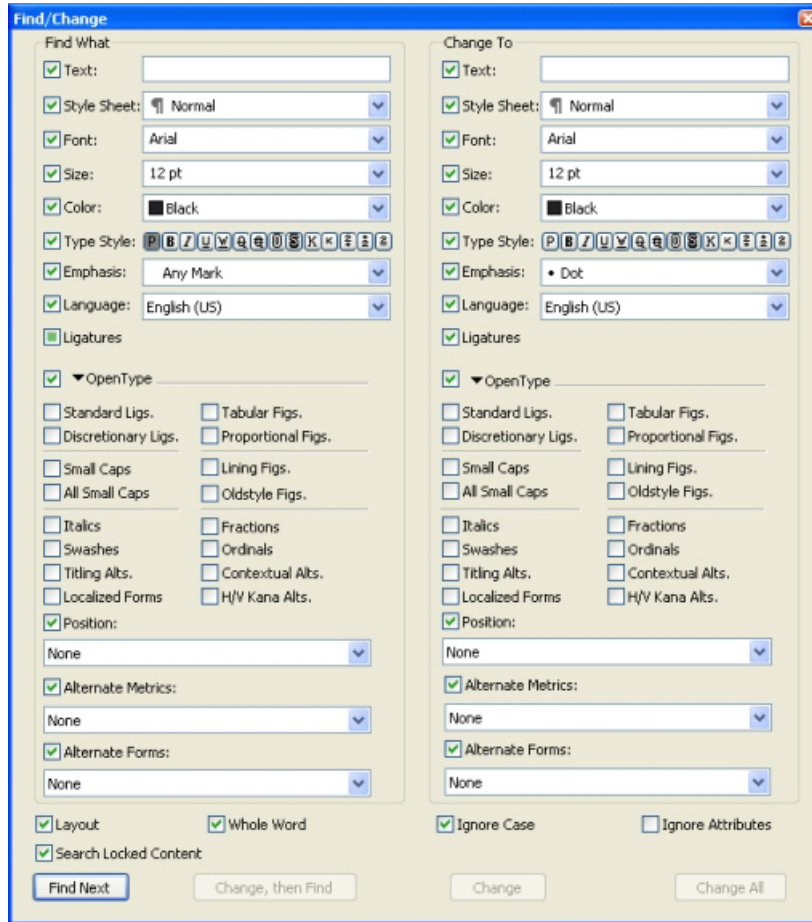 Find/Change
Find What
Text:
Style Sheet: ¶ Normal
Font: Arial
Size: 12 pt
Color: Black
Type Style: P B I U W Q Q O S K K
Emphasis: Any Mark
Language: English (US)
Ligatures
OpenType
Standard Ligs. Tabular Figs.
Discretionary Ligs. Proportional Figs.
Small Caps Lining Figs.
All Small Caps Oldstyle Figs.
Italics Fractions
Swashes Ordinals
Titling Alts. Contextual Alts.
Localized Forms H/V Kana Alts.
Position:
None
Alternate Metrics:
None
Alternate Forms:
None
Change To
Text:
Style Sheet: ¶ Normal
Font: Arial
Size: 12 pt
Color: Black
Type Style: P B I U W Q Q O S K K
Emphasis: • Dot
Language: English (US)
Ligatures
OpenType
Standard Ligs. Tabular Figs.
Discretionary Ligs. Proportional Figs.
Small Caps Lining Figs.
All Small Caps Oldstyle Figs.
Italics Fractions
Swashes Ordinals
Titling Alts. Contextual Alts.
Localized Forms H/V Kana Alts.
Position:
None
Alternate Metrics:
None
Alternate Forms:
None
Layout Whole Word Ignore Case Ignore Attributes
Search Locked Content
Find Next Change, then Find Change Change All